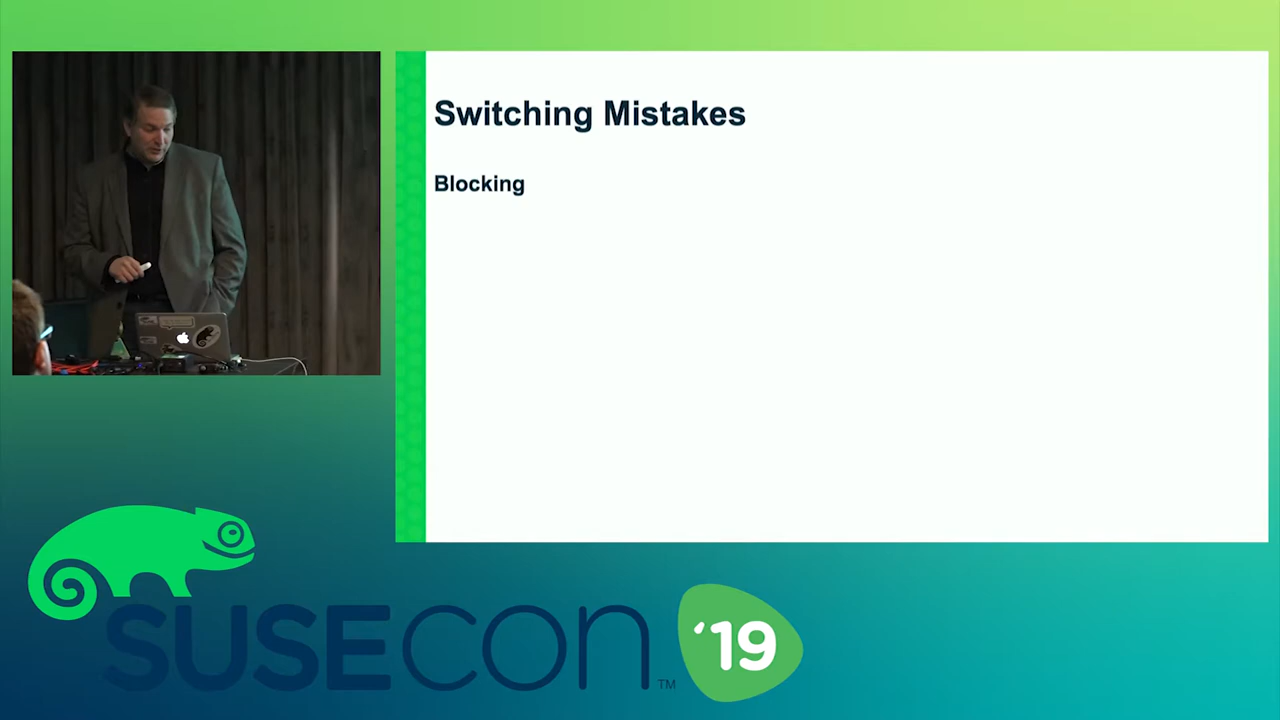 Switching Mistakes
Blocking
SUSECON
™
'19